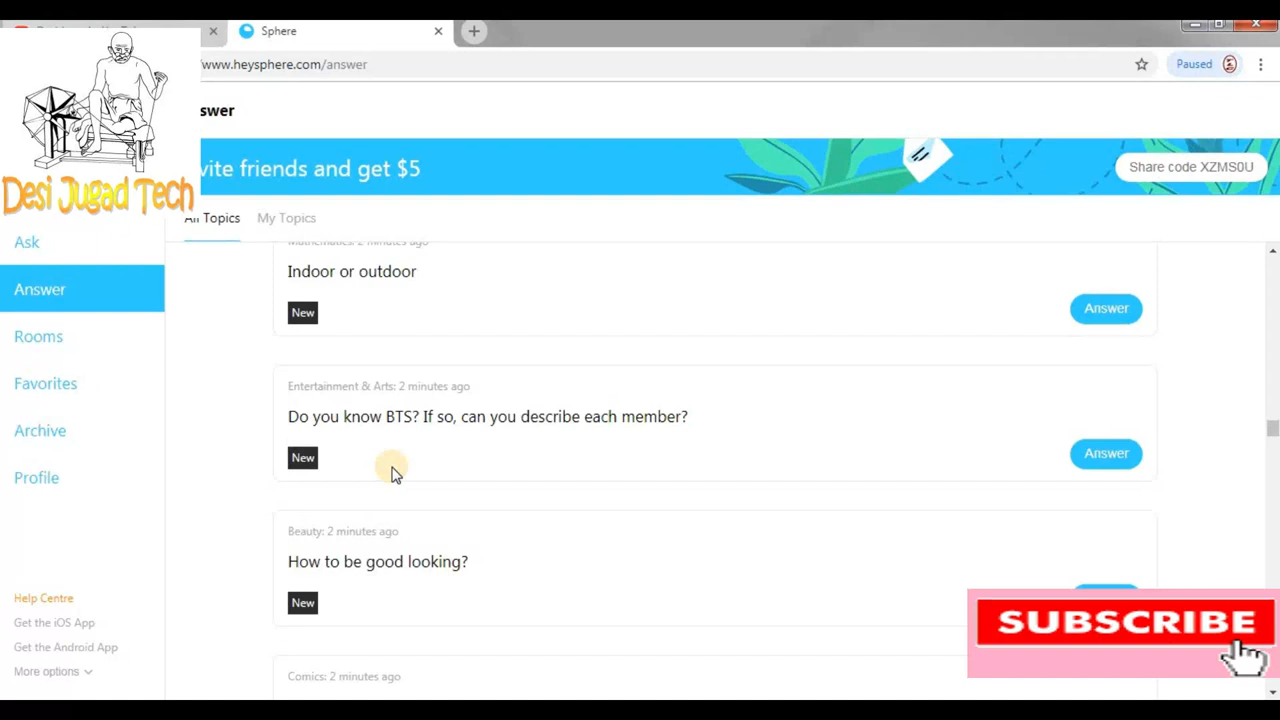 Sphere
www.heysphere.com/answer
Paused
swer
vite friends and get $5
Share code XZMS0U
Desi Jugad Tech
All Topics
My Topics
Ask
Answer
Rooms
Favorites
Archive
Profile
Mathematics: 2 minutes ago
Indoor or outdoor
New
Answer
Entertainment & Arts: 2 minutes ago
Do you know BTS? If so, can you describe each member?
New
Answer
Beauty: 2 minutes ago
How to be good looking?
New
Comics: 2 minutes ago
Help Centre
Get the iOS App
Get the Android App
More options
SUBSCRIBE